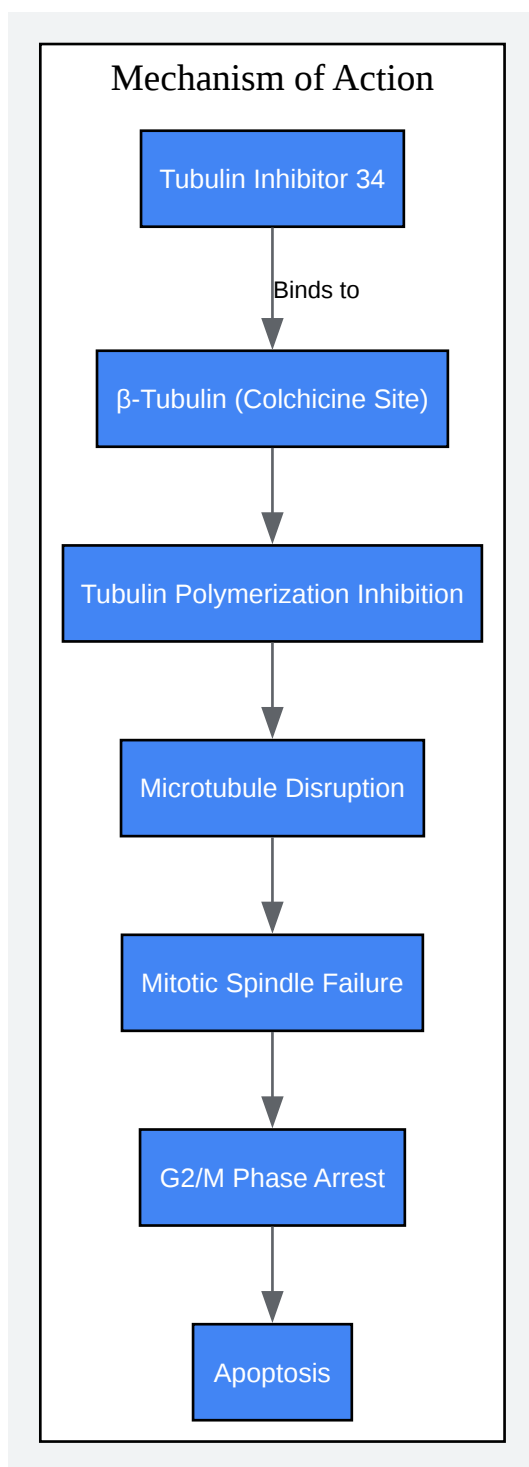 Mechanism of Action
Tubulin Inhibitor 34
Binds to
β-Tubulin (Colchicine Site)
Tubulin Polymerization Inhibition
Microtubule Disruption
Mitotic Spindle Failure
G2/M Phase Arrest
Apoptosis